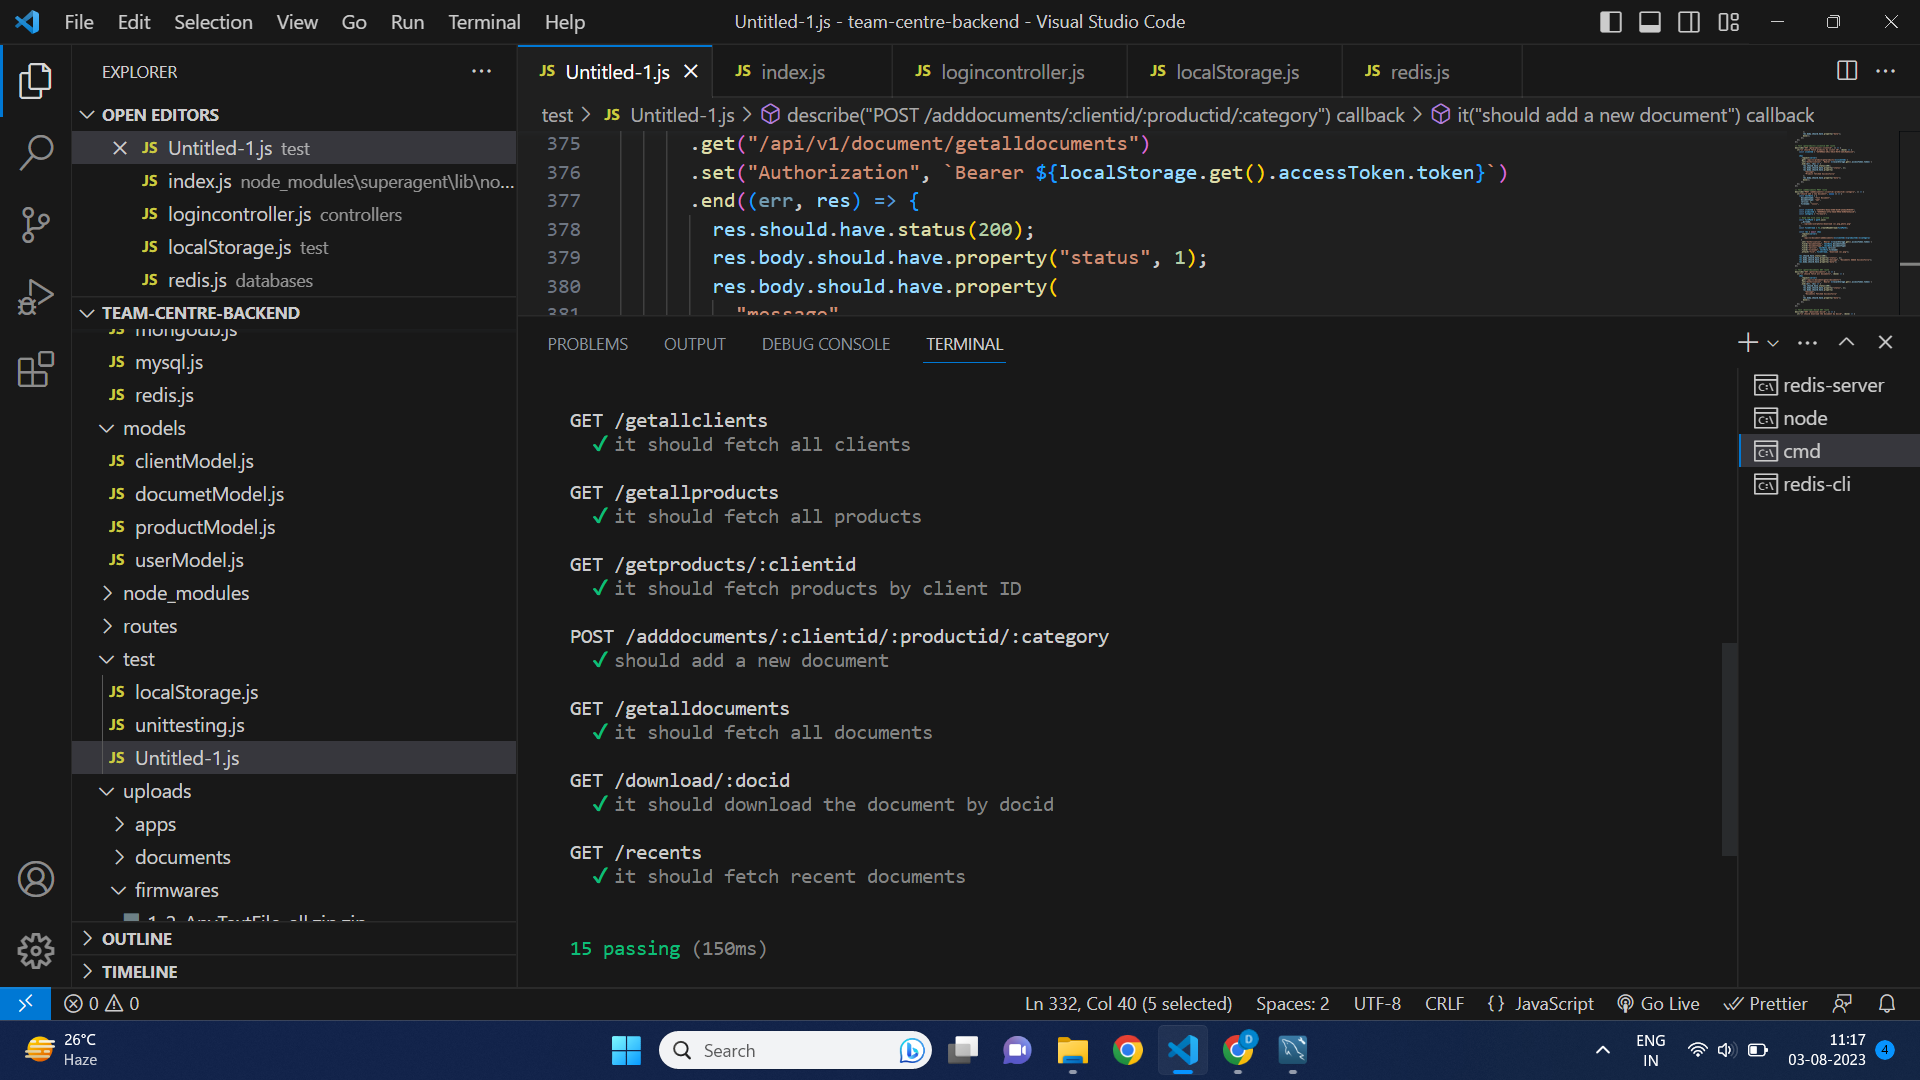 File Edit Selection View Go Run Terminal Help
Untitled-1.js - team-centre-backend - Visual Studio Code
EXPLORER
OPEN EDITORS
JS Untitled-1.js test
JS index.js node_modules\superagent\lib\no...
JS logincontroller.js controllers
JS localStorage.js test
JS redis.js databases
TEAM-CENTRE-BACKEND
JS mongodb.js
JS mysql.js
JS redis.js
models
JS clientModel.js
JS documetModel.js
JS productModel.js
JS userModel.js
node_modules
routes
test
JS localStorage.js
JS unittesting.js
JS Untitled-1.js
uploads
apps
documents
firmwares
1_2_AnyTextFile_all.zip.zip
OUTLINE
TIMELINE
JS Untitled-1.js JS index.js JS logincontroller.js JS localStorage.js JS redis.js
test > JS Untitled-1.js > describe("POST /adddocuments/:clientid/:productid/:category") callback > it("should add a new document") callback
375 .get("/api/v1/document/getalldocuments")
376 .set("Authorization", `Bearer ${localStorage.get().accessToken.token}`)
377 .end((err, res) => {
378 res.should.have.status(200);
379 res.body.should.have.property("status", 1);
380 res.body.should.have.property(
381 "message"
PROBLEMS OUTPUT DEBUG CONSOLE TERMINAL
GET /getallclients
✓ it should fetch all clients
GET /getallproducts
✓ it should fetch all products
GET /getproducts/:clientid
✓ it should fetch products by client ID
POST /adddocuments/:clientid/:productid/:category
✓ should add a new document
GET /getalldocuments
✓ it should fetch all documents
GET /download/:docid
✓ it should download the document by docid
GET /recents
✓ it should fetch recent documents
15 passing (150ms)
redis-server
node
cmd
redis-cli
0 0
Ln 332, Col 40 (5 selected) Spaces: 2 UTF-8 CRLF {} JavaScript Go Live Prettier
26°C
Haze
Search
D
ENG
IN
11:17
03-08-2023
4